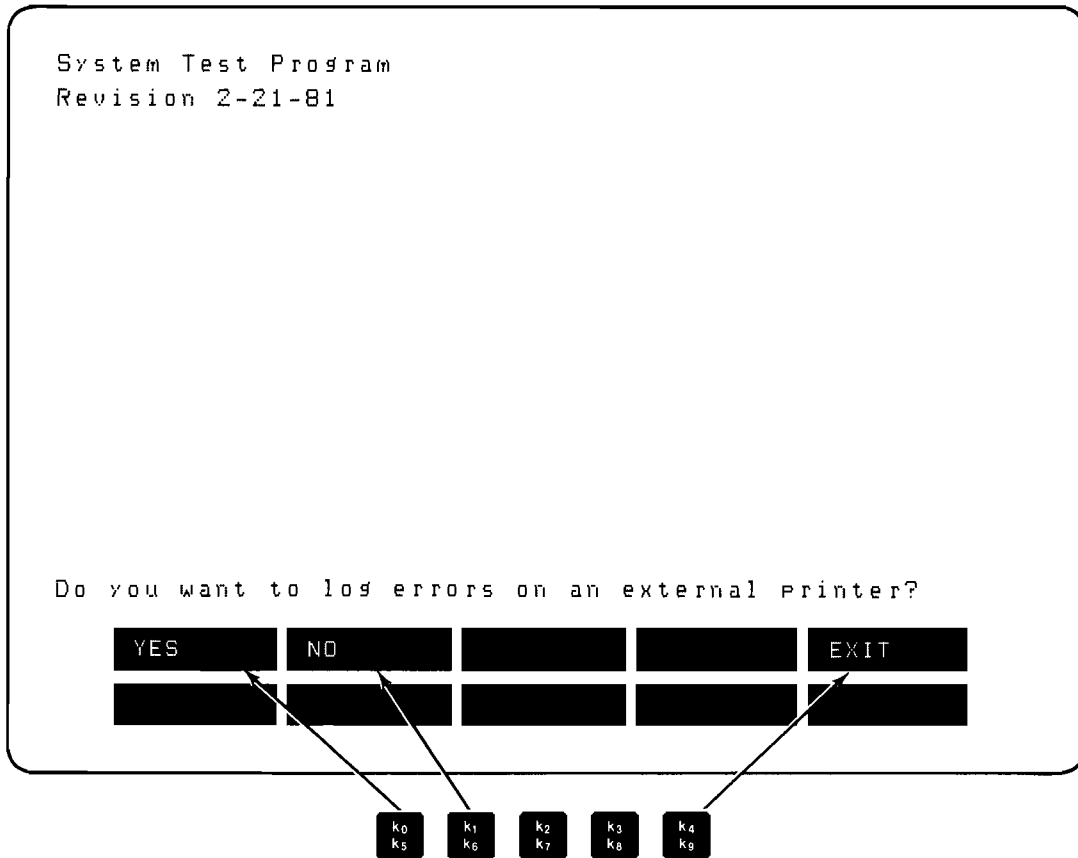 System Test Program
Revision 2-21-81
Do you want to log errors on an external printer?
YES NO EXIT
k0 k1 k2 k3 k4
k5 k6 k7 k8 k9